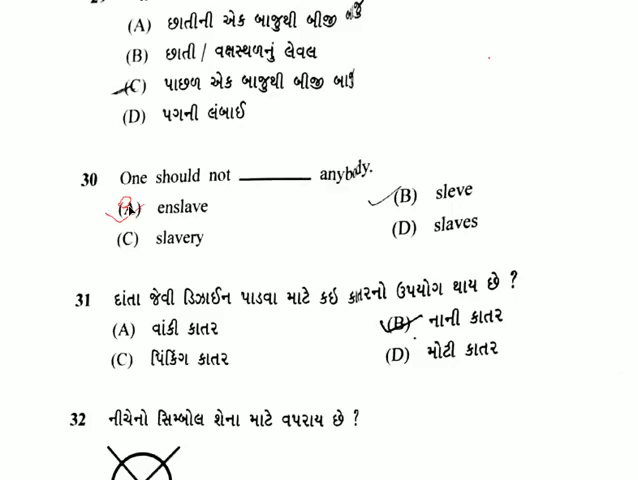 (A) છાતીની એક બાજુથી બીજી બાજુ
(B) છાતી / વક્ષસ્થળનું લેવલ
(C) પાછળ એક બાજુથી બીજી બાજુ
(D) પગની લંબાઈ
30 One should not ________ anybody.
(A) enslave (B) sleve
(C) slavery (D) slaves
31 દાંતા જેવી ડિઝાઈન પાડવા માટે કઇ કાતરનો ઉપયોગ થાય છે ?
(A) વાંકી કાતર (B) નાની કાતર
(C) પિંકિંગ કાતર (D) મોટી કાતર
32 નીચેનો સિમ્બોલ શેના માટે વપરાય છે ?